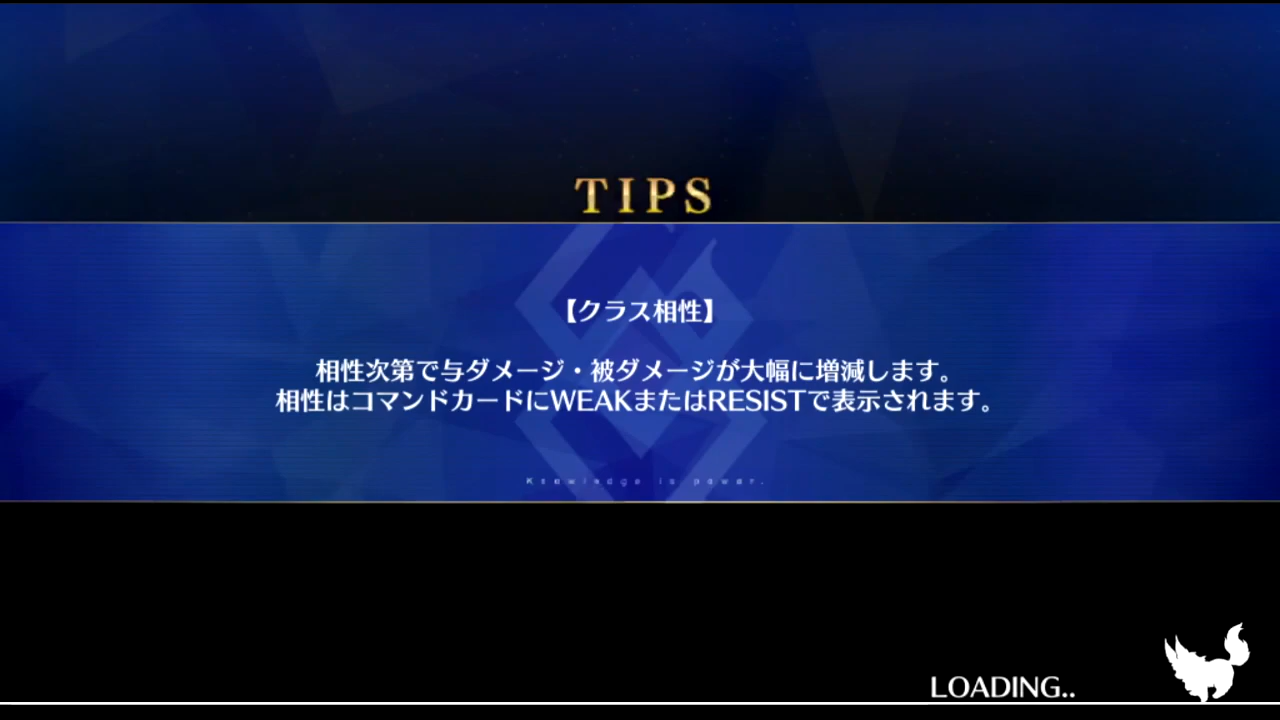 TIPS
【クラス相性】
相性次第で与ダメージ・被ダメージが大幅に増減します。
相性はコマンドカードにWEAKまたはRESISTで表示されます。
Knowledge is power.
LOADING..